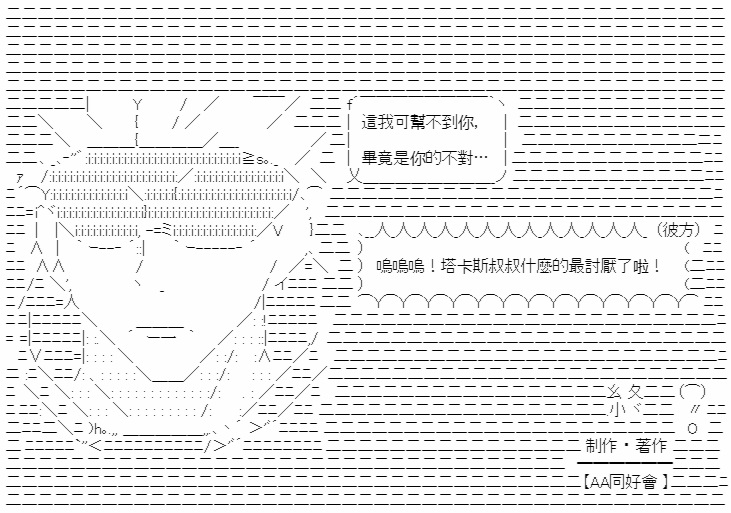 這我可幫不到你,
畢竟是你的不對…
(彼方)
嗚嗚嗚！塔卡斯叔叔什麼的最討厭了啦！
制作・著作
【AA同好會】